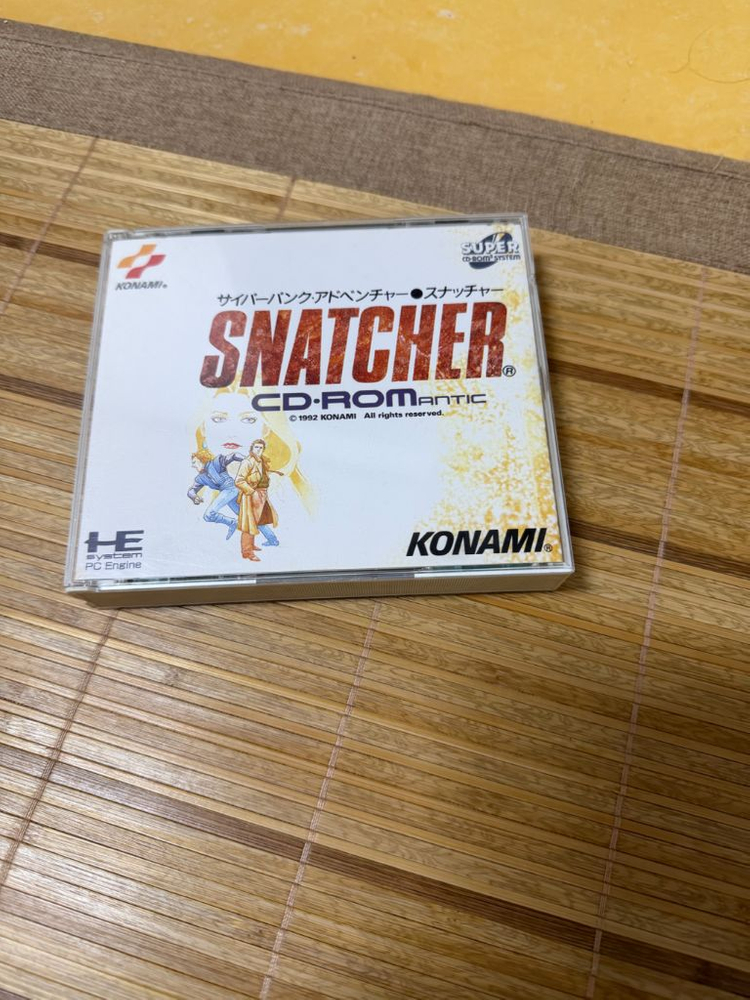 KONAMI®
SUPER
CD-ROM² SYSTEM
サイバーパンク・アドベンチャー●スナッチャー
SNATCHER®
CD・ROMANTIC
© 1992 KONAMI All rights reserved.
HE
system
PC Engine
KONAMI®